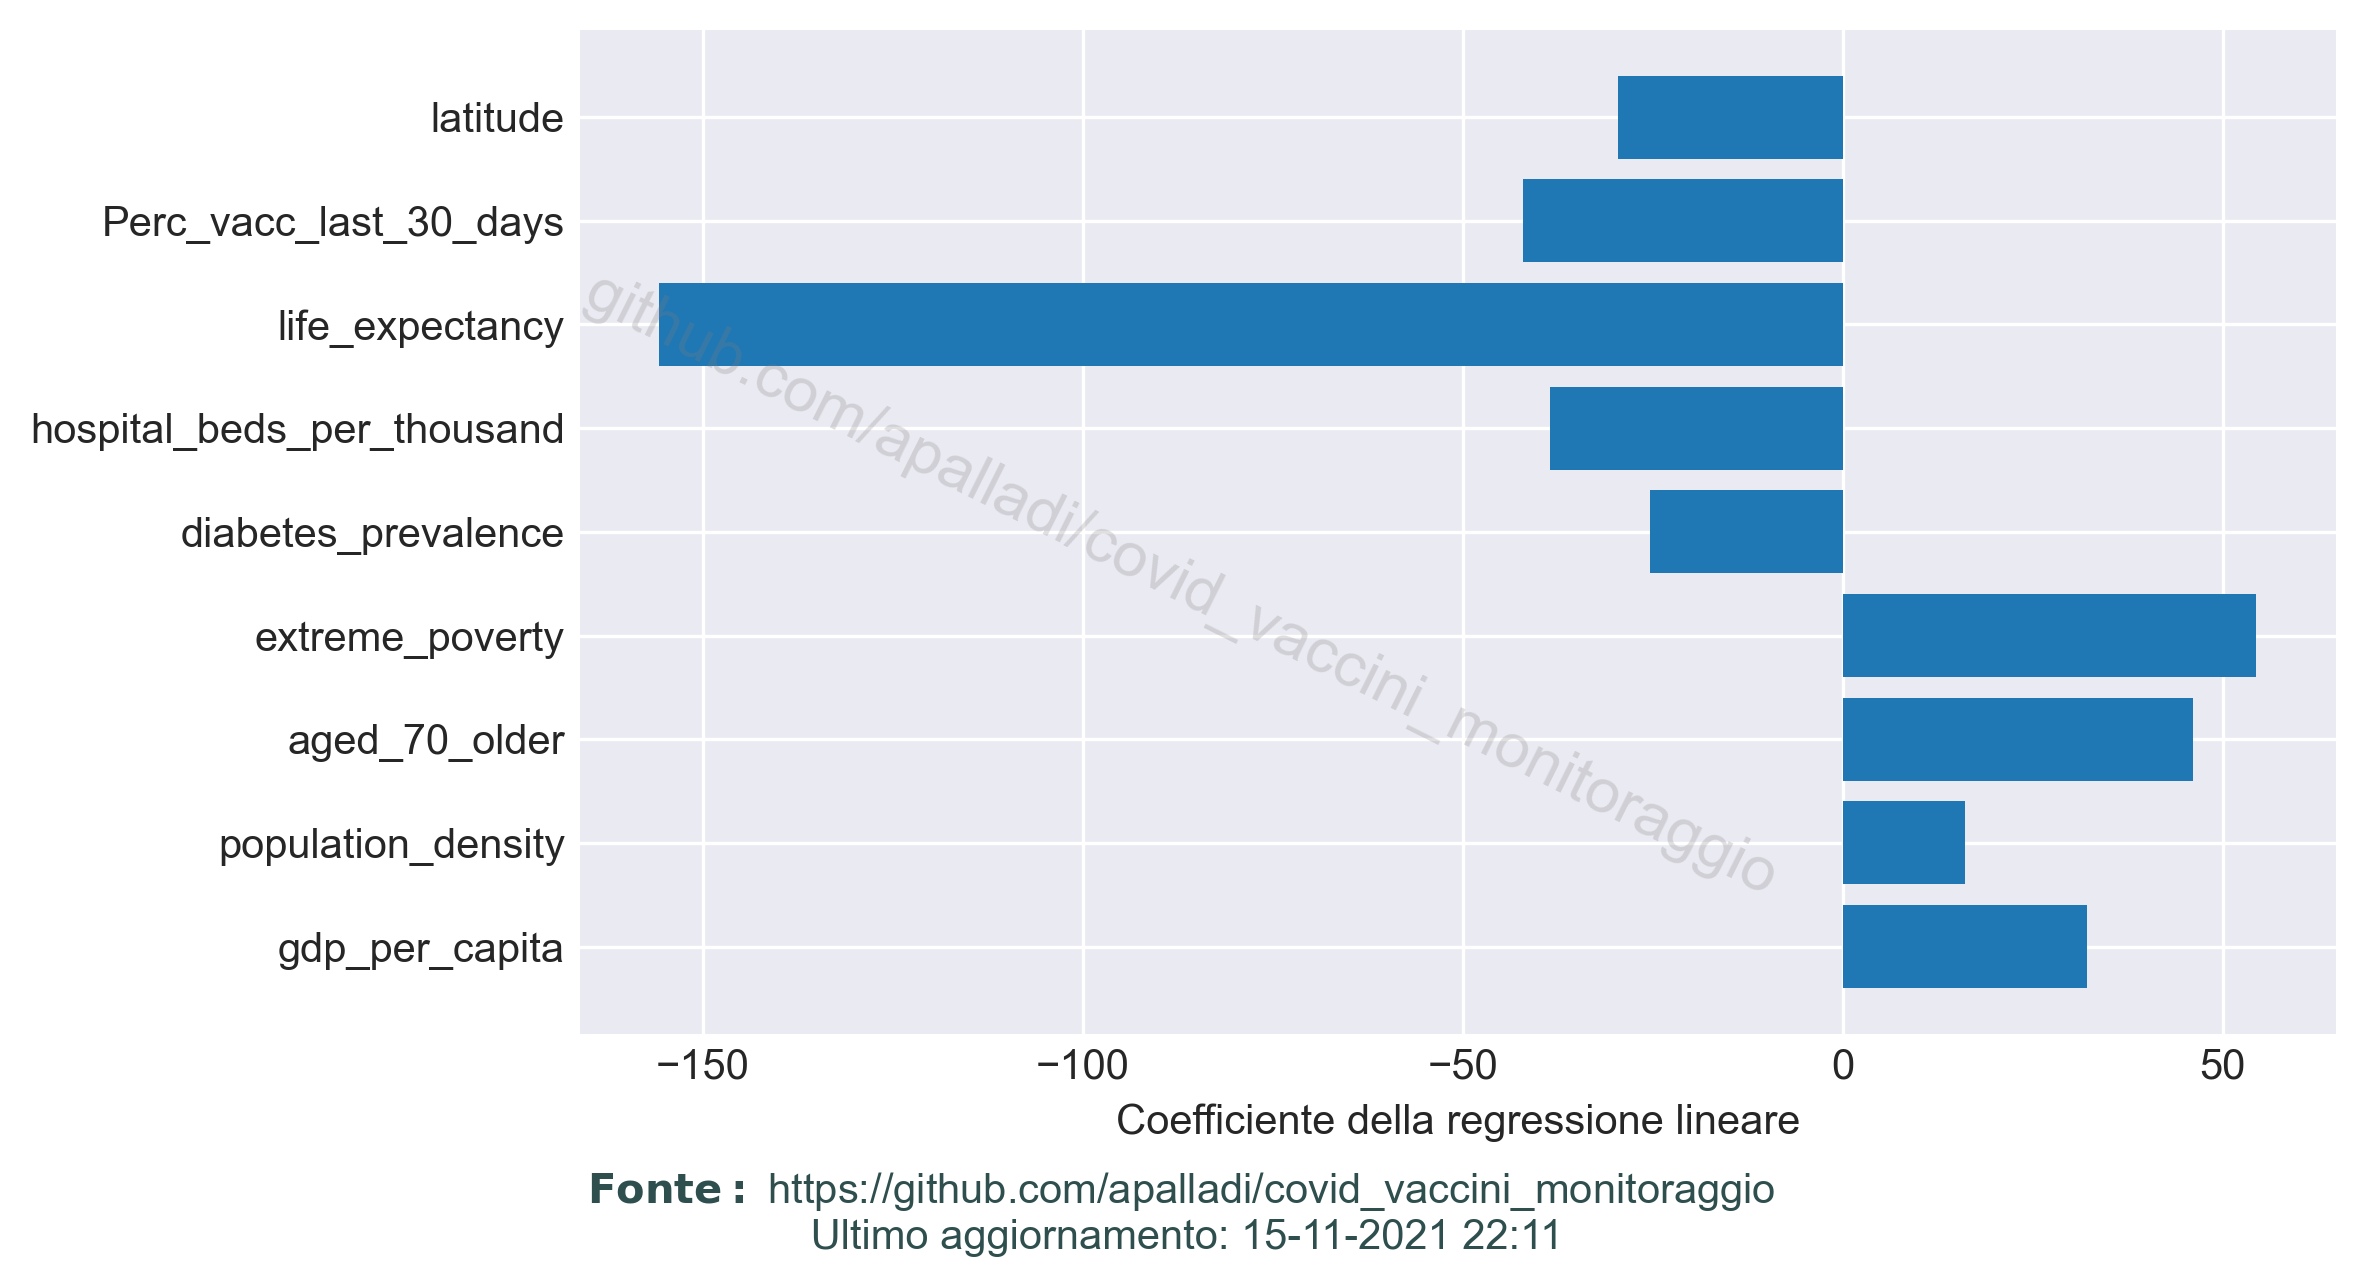 latitude
Perc_vacc_last_30_days
life_expectancy
hospital_beds_per_thousand
diabetes_prevalence
extreme_poverty
aged_70_older
population_density
gdp_per_capita
github.com/apalladi/covid_vaccini_monitoraggio
−150 −100 −50 0 50
Coefficiente della regressione lineare
Fonte: https://github.com/apalladi/covid_vaccini_monitoraggio
Ultimo aggiornamento: 15-11-2021 22:11